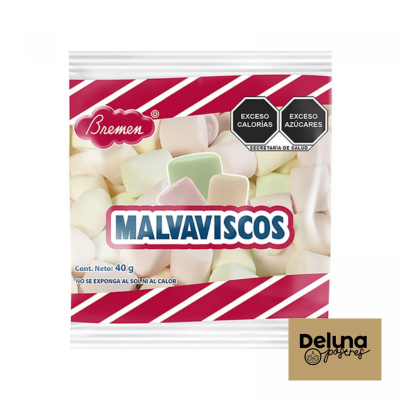 Bremen
EXCESO
CALORÍAS
EXCESO
AZÚCARES
SECRETARÍA DE SALUD
MALVAVISCOS
Cont. Neto: 40 g
NO SE EXPONGA AL SOL NI AL CALOR
Deluna
postres